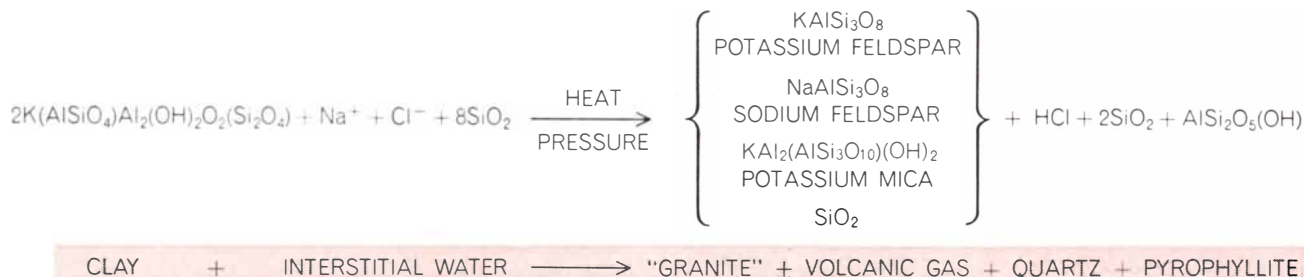 KAlSi₃O₈
POTASSIUM FELDSPAR
NaAlSi₃O₈
SODIUM FELDSPAR
2K(AlSiO₄)Al₂(OH)₂O₂(Si₂O₄) + Na⁺ + Cl⁻ + 8SiO₂ HEAT PRESSURE → + HCl + 2SiO₂ + AlSi₂O₅(OH)
KAl₂(AlSi₃O₁₀)(OH)₂
POTASSIUM MICA
SiO₂
CLAY + INTERSTITIAL WATER → "GRANITE" + VOLCANIC GAS + QUARTZ + PYROPHYLLITE